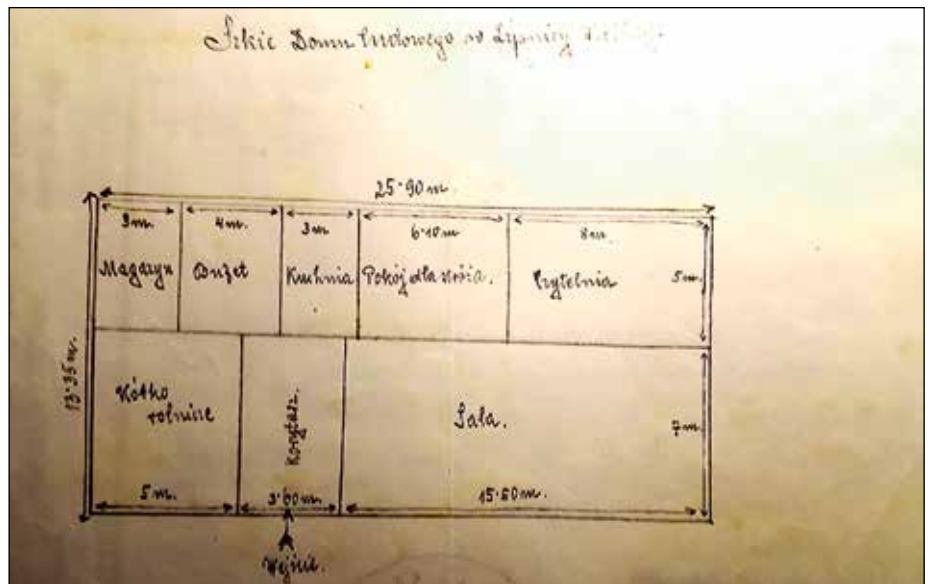 Szkic Domu ludowego w Lipnicy
25·90 m.
3 m.
4 m.
3 m
6·10 m
8 m.
Magazyn
Bufet
Kuchnia
Pokój dla stróża.
Czytelnia
5 m.
13·35 m.
Kółko
rolnicze
Korytarz.
Sala.
7 m.
5 m.
3·60 m.
15·50 m.
Wejście.